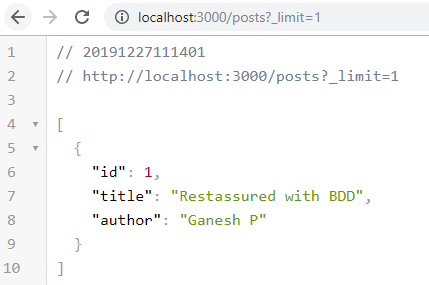 localhost:3000/posts?_limit=1
1 // 20191227111401
2 // http://localhost:3000/posts?_limit=1
3
4 [
5 {
6 "id": 1,
7 "title": "Restassured with BDD",
8 "author": "Ganesh P"
9 }
10 ]